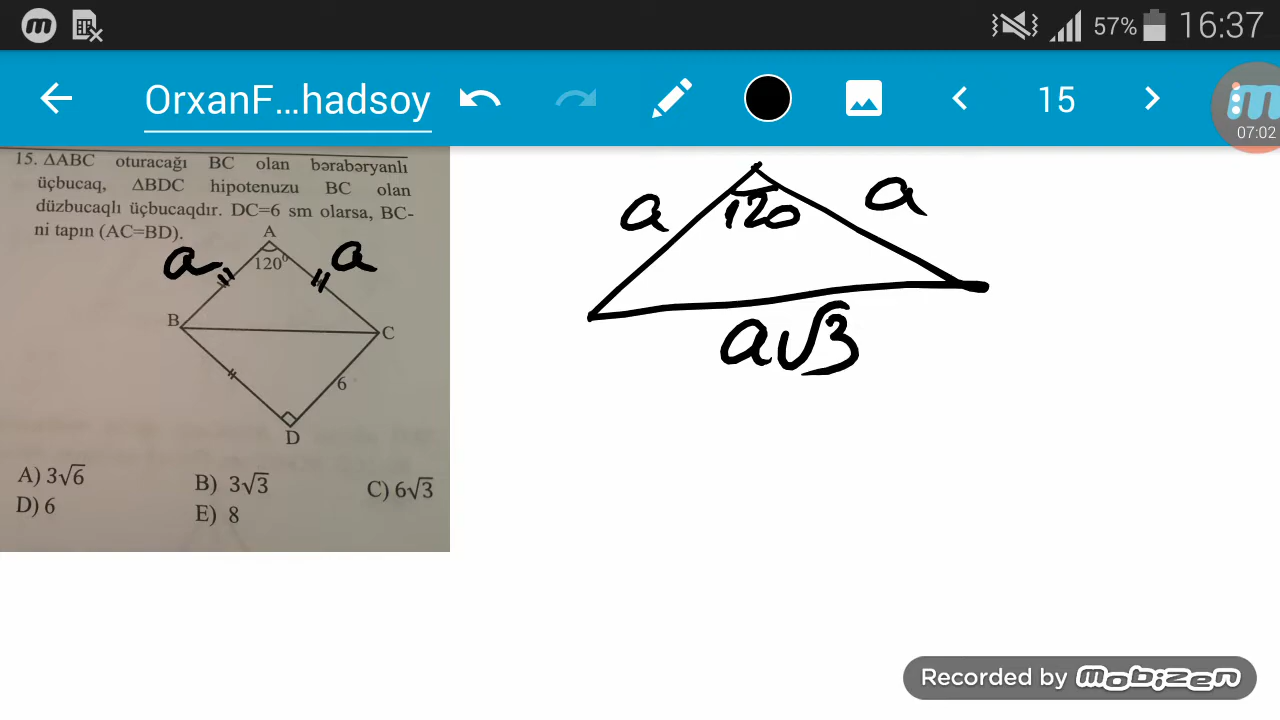 57% 16:37
OrxanF...hadsoy 15
07:02
15. ΔABC oturacağı BC olan bərabəryanlı
üçbucaq, ΔBDC hipotenuzu BC olan
düzbucaqlı üçbucaqdır. DC=6 sm olarsa, BC-
ni tapın (AC=BD).
A
a a
120⁰
B C
6
D
A) 3√6 B) 3√3 C) 6√3
D) 6 E) 8
a a
120
a√3
Recorded by mobizen